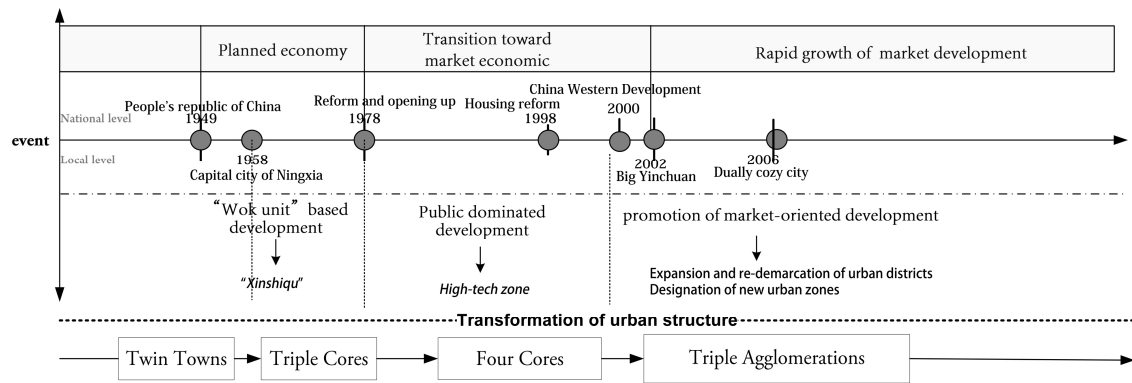 Planned economy
Transition toward
market economic
Rapid growth of market development
China Western Development
People's republic of China
Reform and opening up
Housing reform
2000
National level
1949
1978
1998
event
Local level
1958
2002
2006
Capital city of Ningxia
Big Yinchuan
Dually cozy city
“Wok unit” based
development
Public dominated
development
promotion of market-oriented development
“Xinshiqu”
High-tech zone
Expansion and re-demarcation of urban districts
Designation of new urban zones
Transformation of urban structure
Twin Towns
Triple Cores
Four Cores
Triple Agglomerations